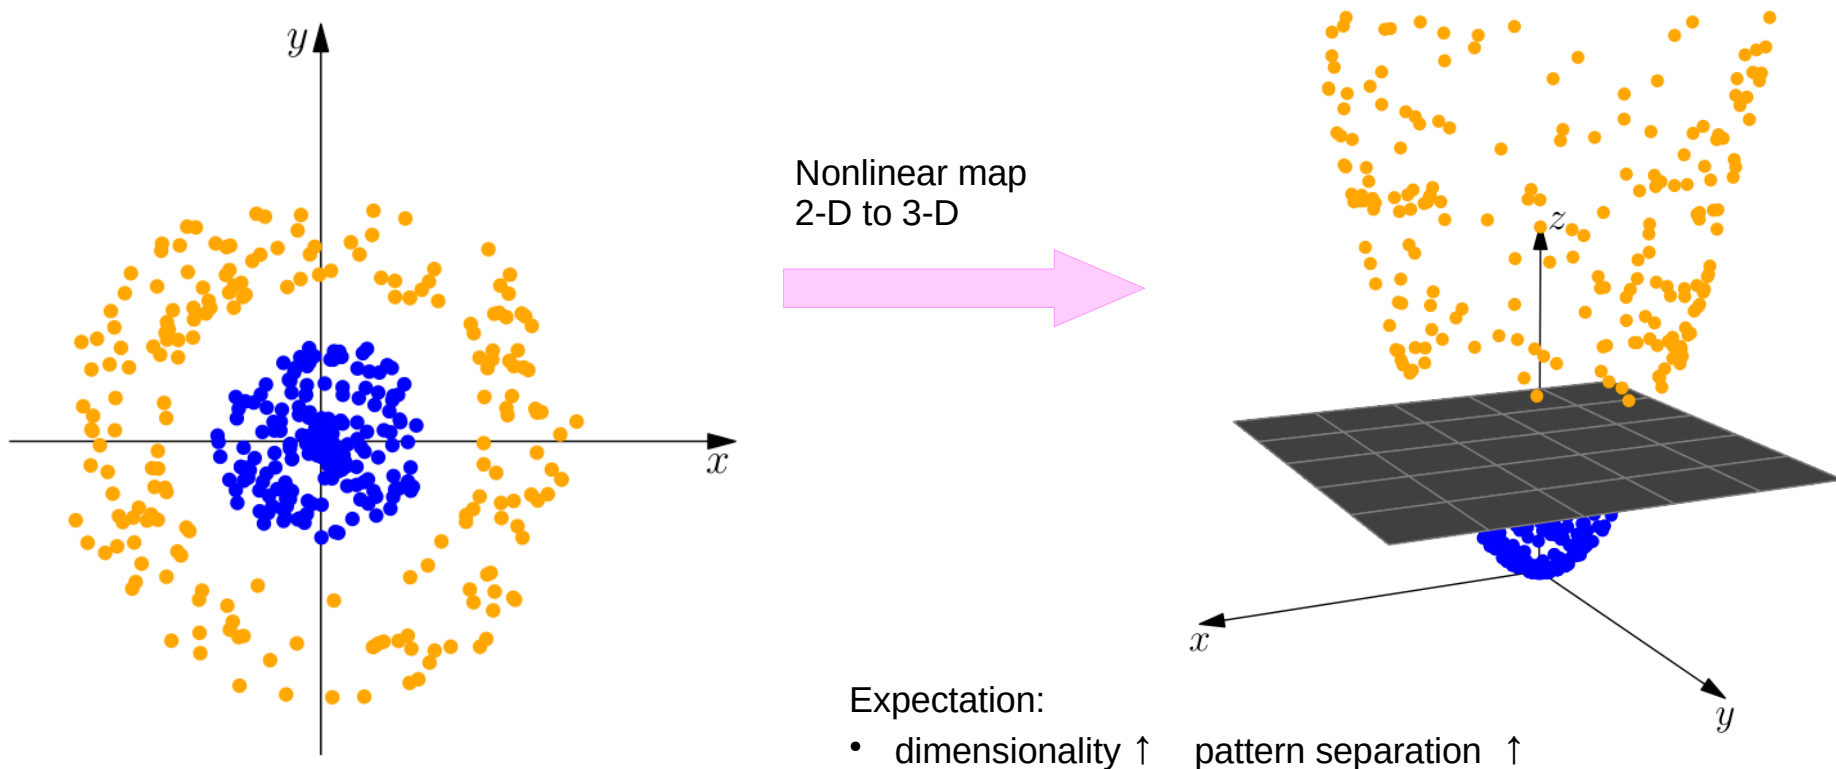 y
x
Nonlinear map
2-D to 3-D
z
x
y
Expectation:
• dimensionality ↑ pattern separation ↑